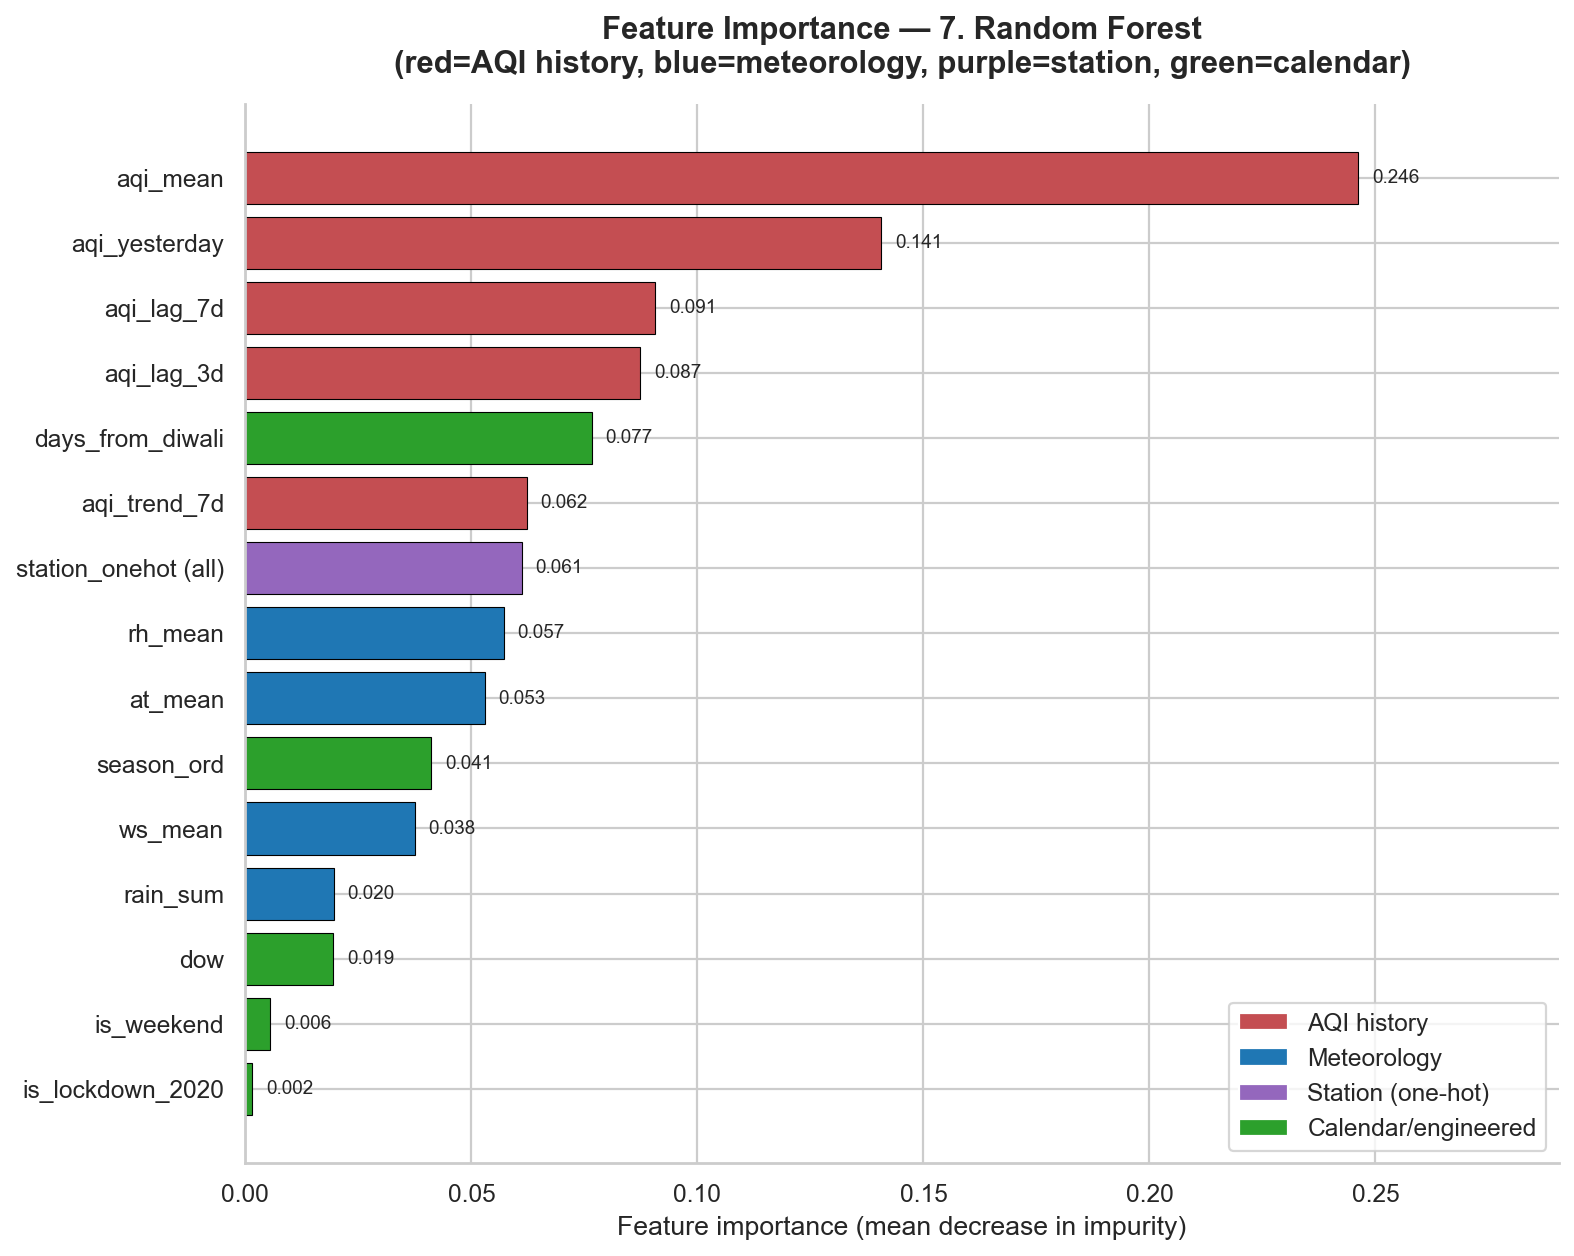 Feature Importance — 7. Random Forest
(red=AQI history, blue=meteorology, purple=station, green=calendar)
aqi_mean 0.246
aqi_yesterday 0.141
aqi_lag_7d 0.091
aqi_lag_3d 0.087
days_from_diwali 0.077
aqi_trend_7d 0.062
station_onehot (all) 0.061
rh_mean 0.057
at_mean 0.053
season_ord 0.041
ws_mean 0.038
rain_sum 0.020
dow 0.019
is_weekend 0.006
is_lockdown_2020 0.002
AQI history
Meteorology
Station (one-hot)
Calendar/engineered
0.00 0.05 0.10 0.15 0.20 0.25
Feature importance (mean decrease in impurity)